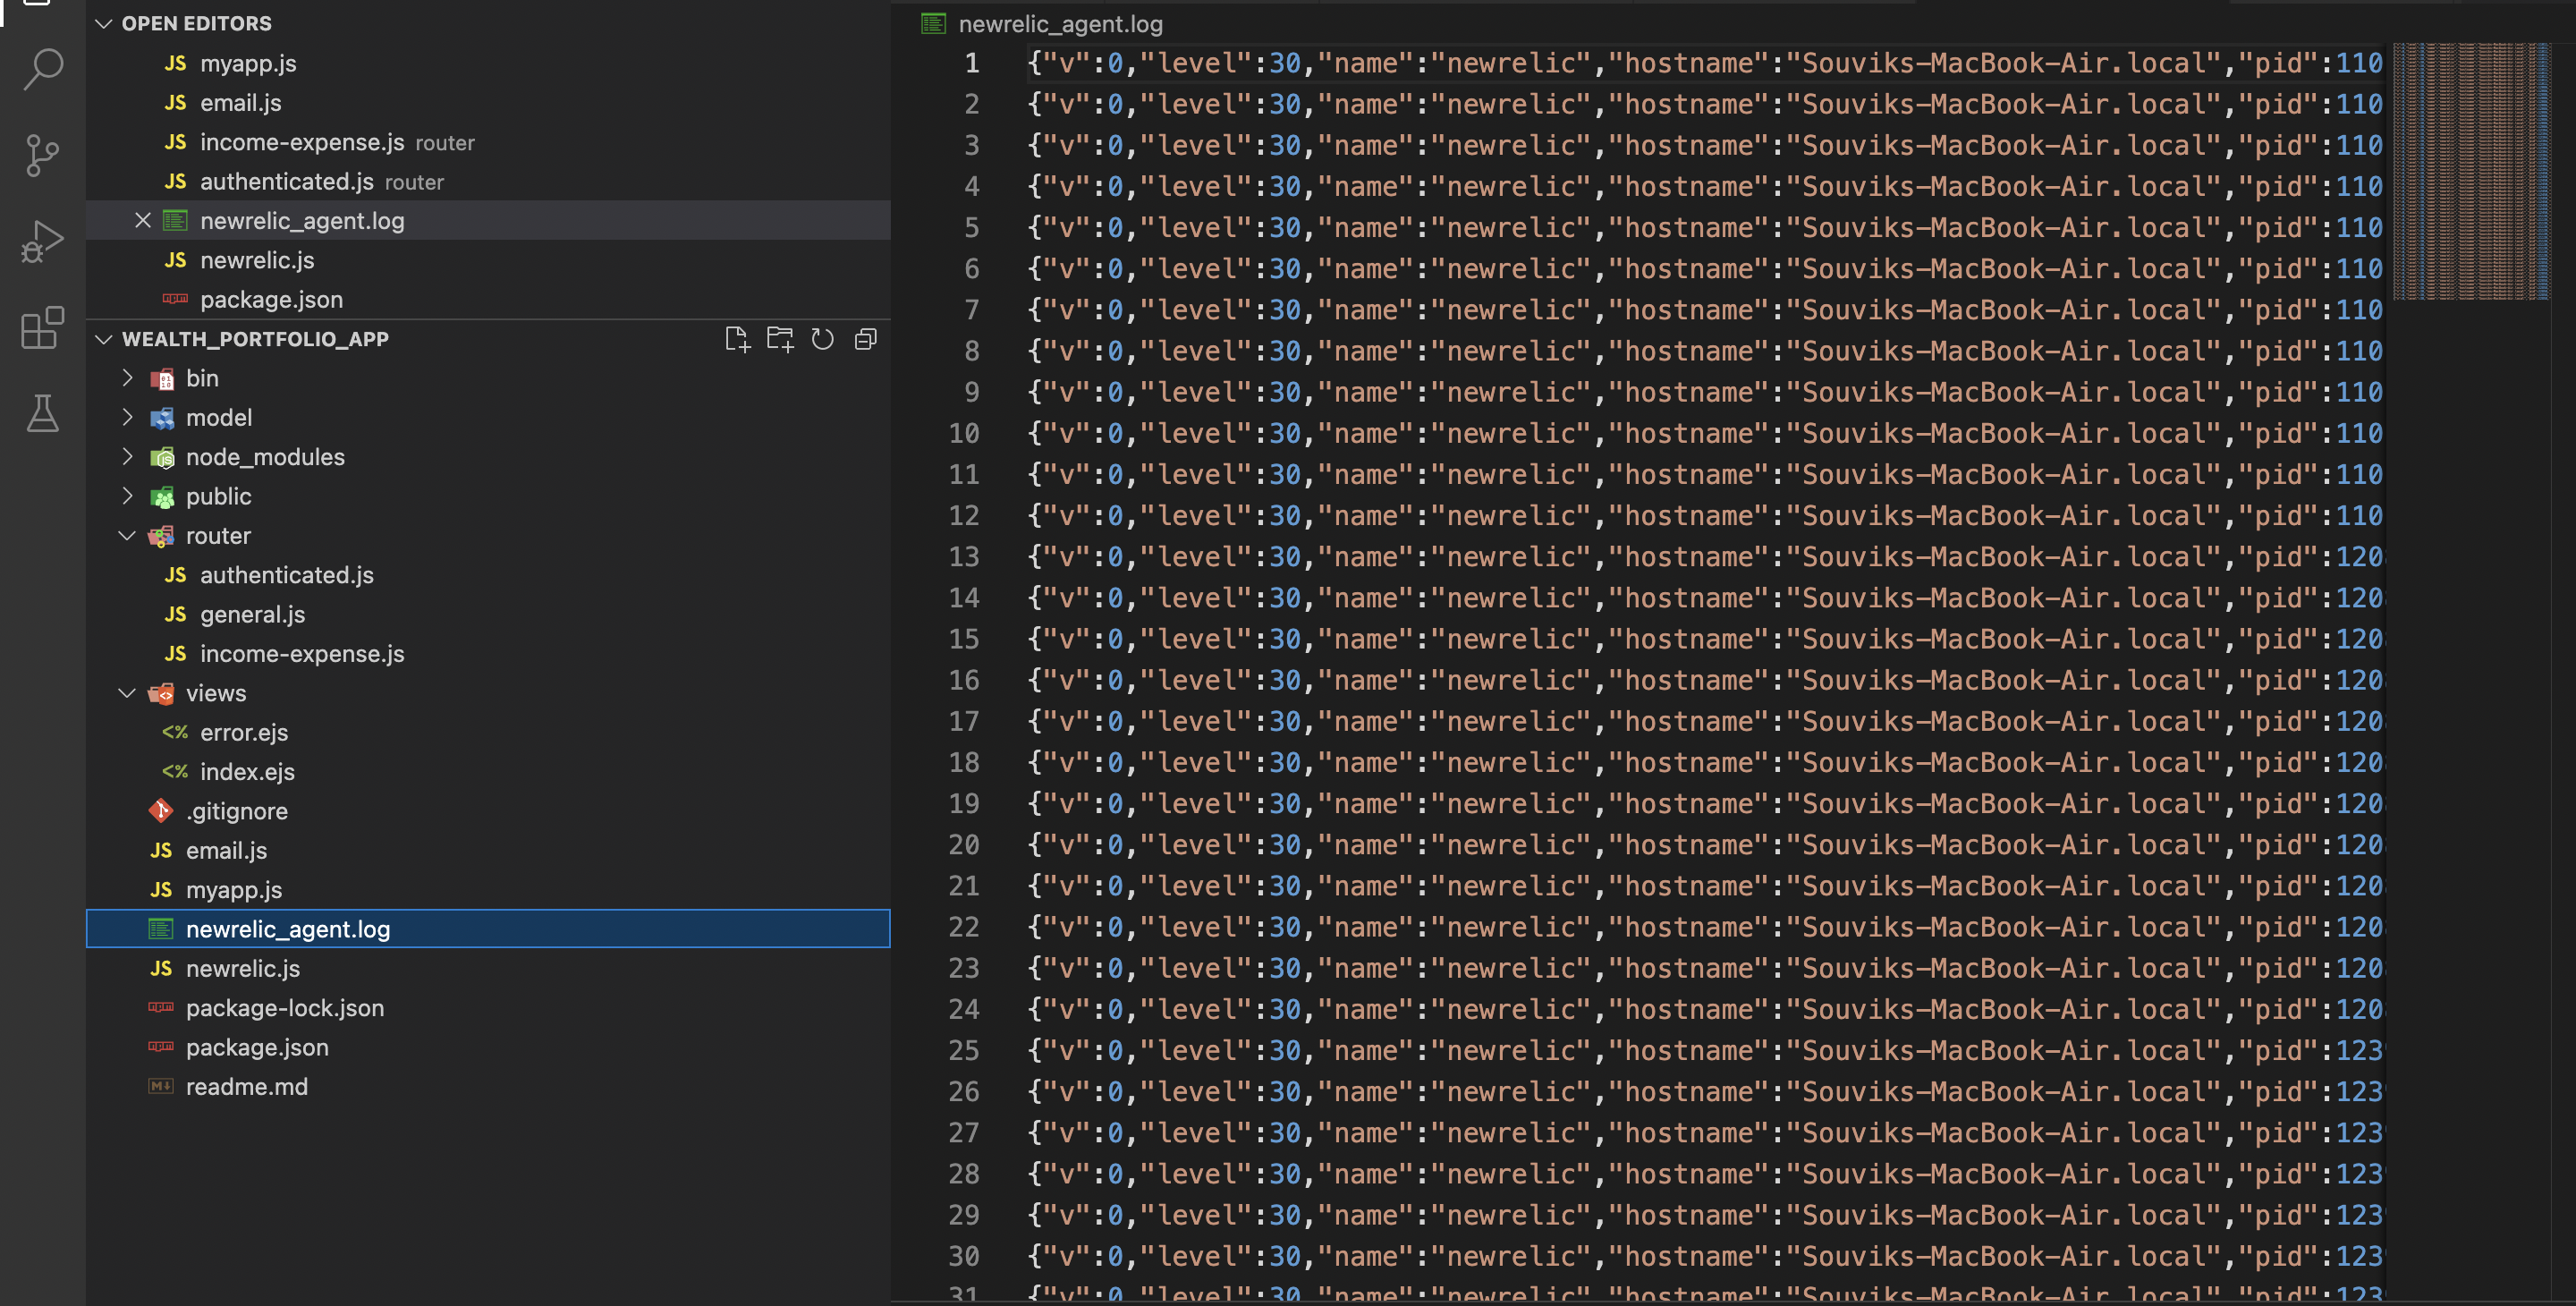 OPEN EDITORS
JS myapp.js
JS email.js
JS income-expense.js router
JS authenticated.js router
newrelic_agent.log
JS newrelic.js
package.json
WEALTH_PORTFOLIO_APP
bin
model
node_modules
public
router
JS authenticated.js
JS general.js
JS income-expense.js
views
<% error.ejs
<% index.ejs
.gitignore
JS email.js
JS myapp.js
newrelic_agent.log
JS newrelic.js
package-lock.json
package.json
readme.md
newrelic_agent.log
1 {"v":0,"level":30,"name":"newrelic","hostname":"Souviks-MacBook-Air.local","pid":110
2 {"v":0,"level":30,"name":"newrelic","hostname":"Souviks-MacBook-Air.local","pid":110
3 {"v":0,"level":30,"name":"newrelic","hostname":"Souviks-MacBook-Air.local","pid":110
4 {"v":0,"level":30,"name":"newrelic","hostname":"Souviks-MacBook-Air.local","pid":110
5 {"v":0,"level":30,"name":"newrelic","hostname":"Souviks-MacBook-Air.local","pid":110
6 {"v":0,"level":30,"name":"newrelic","hostname":"Souviks-MacBook-Air.local","pid":110
7 {"v":0,"level":30,"name":"newrelic","hostname":"Souviks-MacBook-Air.local","pid":110
8 {"v":0,"level":30,"name":"newrelic","hostname":"Souviks-MacBook-Air.local","pid":110
9 {"v":0,"level":30,"name":"newrelic","hostname":"Souviks-MacBook-Air.local","pid":110
10 {"v":0,"level":30,"name":"newrelic","hostname":"Souviks-MacBook-Air.local","pid":110
11 {"v":0,"level":30,"name":"newrelic","hostname":"Souviks-MacBook-Air.local","pid":110
12 {"v":0,"level":30,"name":"newrelic","hostname":"Souviks-MacBook-Air.local","pid":110
13 {"v":0,"level":30,"name":"newrelic","hostname":"Souviks-MacBook-Air.local","pid":120
14 {"v":0,"level":30,"name":"newrelic","hostname":"Souviks-MacBook-Air.local","pid":120
15 {"v":0,"level":30,"name":"newrelic","hostname":"Souviks-MacBook-Air.local","pid":120
16 {"v":0,"level":30,"name":"newrelic","hostname":"Souviks-MacBook-Air.local","pid":120
17 {"v":0,"level":30,"name":"newrelic","hostname":"Souviks-MacBook-Air.local","pid":120
18 {"v":0,"level":30,"name":"newrelic","hostname":"Souviks-MacBook-Air.local","pid":120
19 {"v":0,"level":30,"name":"newrelic","hostname":"Souviks-MacBook-Air.local","pid":120
20 {"v":0,"level":30,"name":"newrelic","hostname":"Souviks-MacBook-Air.local","pid":120
21 {"v":0,"level":30,"name":"newrelic","hostname":"Souviks-MacBook-Air.local","pid":120
22 {"v":0,"level":30,"name":"newrelic","hostname":"Souviks-MacBook-Air.local","pid":120
23 {"v":0,"level":30,"name":"newrelic","hostname":"Souviks-MacBook-Air.local","pid":120
24 {"v":0,"level":30,"name":"newrelic","hostname":"Souviks-MacBook-Air.local","pid":120
25 {"v":0,"level":30,"name":"newrelic","hostname":"Souviks-MacBook-Air.local","pid":123
26 {"v":0,"level":30,"name":"newrelic","hostname":"Souviks-MacBook-Air.local","pid":123
27 {"v":0,"level":30,"name":"newrelic","hostname":"Souviks-MacBook-Air.local","pid":123
28 {"v":0,"level":30,"name":"newrelic","hostname":"Souviks-MacBook-Air.local","pid":123
29 {"v":0,"level":30,"name":"newrelic","hostname":"Souviks-MacBook-Air.local","pid":123
30 {"v":0,"level":30,"name":"newrelic","hostname":"Souviks-MacBook-Air.local","pid":123
31 {"v":0,"level":30,"name":"newrelic","hostname":"Souviks-MacBook-Air.local","pid":123